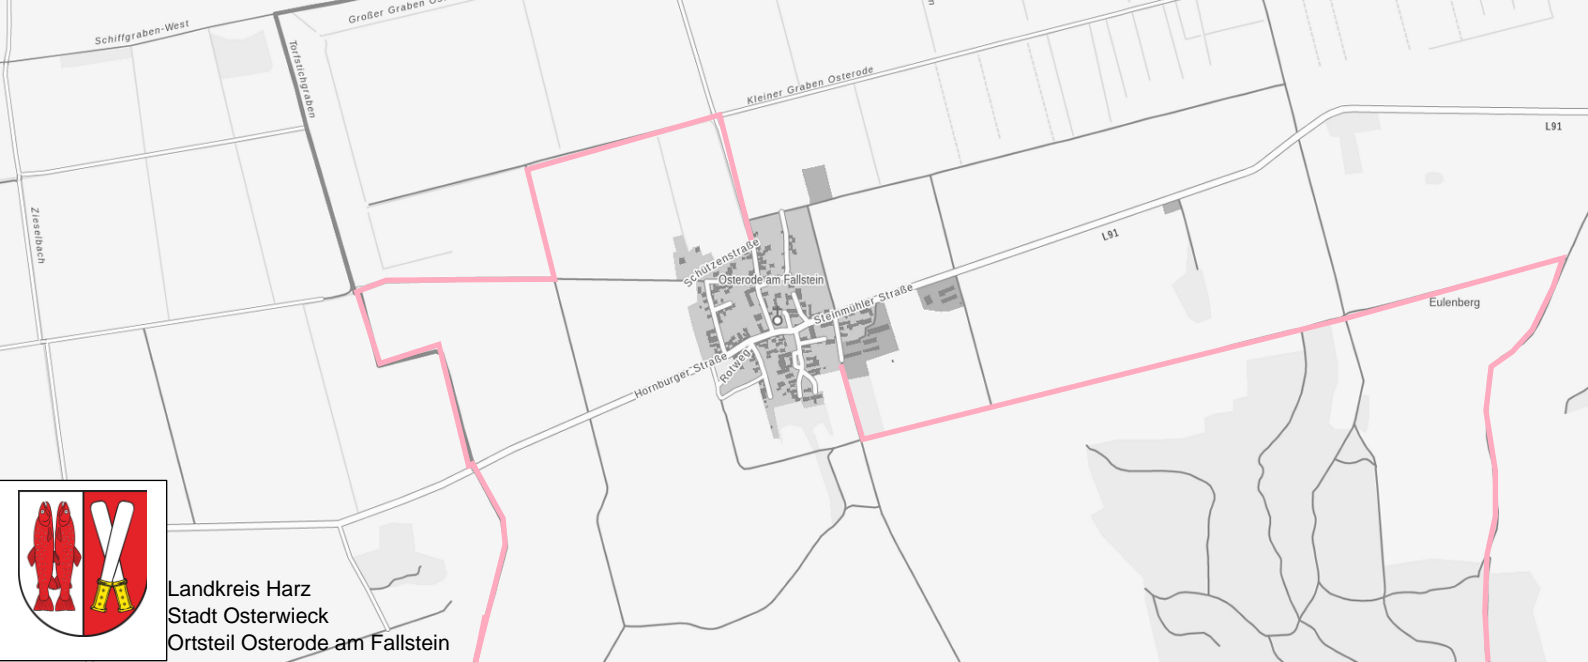 Schiffgraben-West
Großer Graben
Torfstichgraben
Kleiner Graben Osterode
L91
Zieselbach
Schützenstraße
L91
Osterode am Fallstein
Steinmühler Straße
Eulenberg
Hornburger Straße
Rotweg
Landkreis Harz
Stadt Osterwieck
Ortsteil Osterode am Fallstein